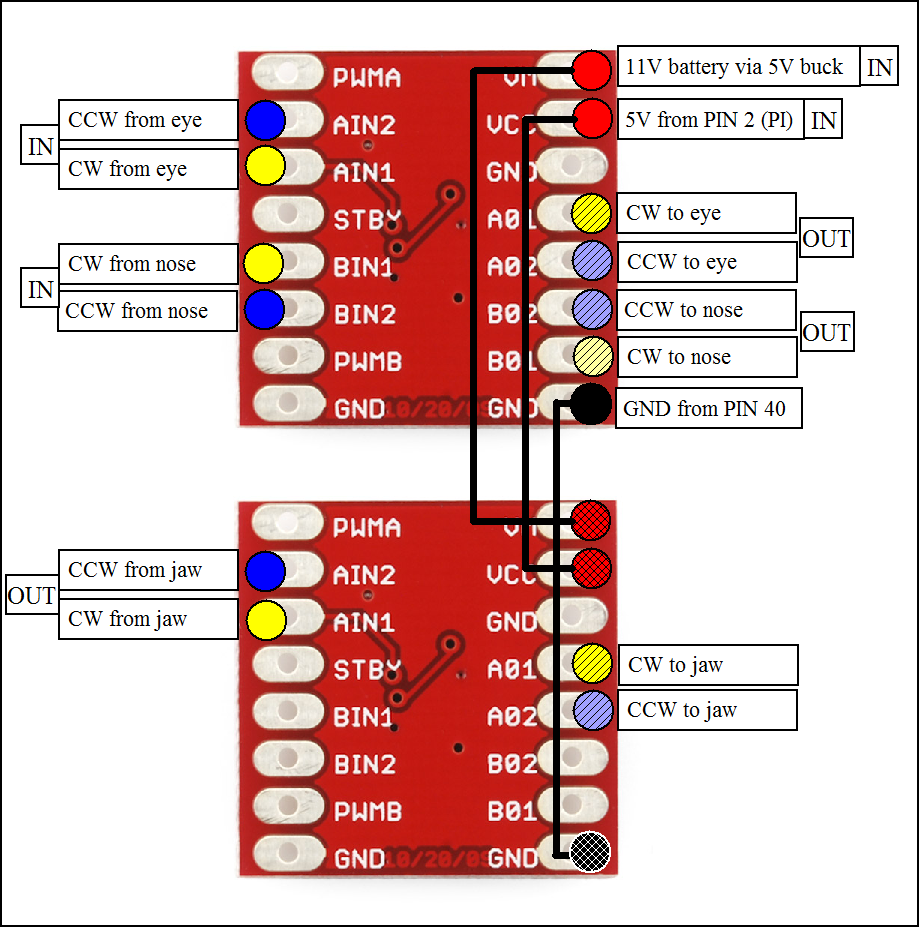 PWMA VM 11V battery via 5V buck IN
CCW from eye AIN2 VCC 5V from PIN 2 (PI) IN
IN
CW from eye AIN1 GND
STBY A01 CW to eye
OUT
CW from nose BIN1 A02 CCW to eye
IN
CCW from nose BIN2 B02 CCW to nose
OUT
PWMB B01 CW to nose
GND 10/20/09 GND GND from PIN 40
PWMA VM
CCW from jaw AIN2 VCC
OUT
CW from jaw AIN1 GND
STBY A01 CW to jaw
BIN1 A02 CCW to jaw
BIN2 B02
PWMB B01
GND 10/20/09 GND